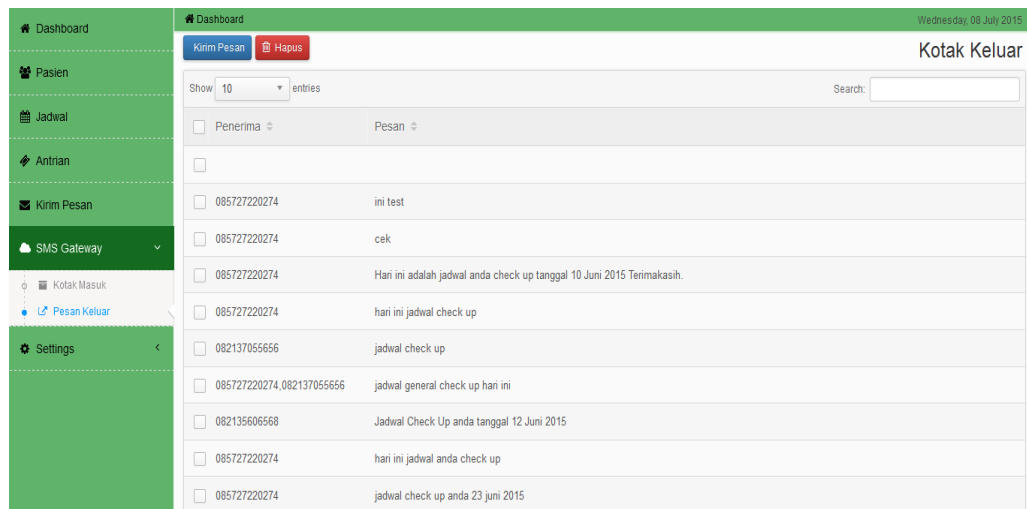 Dashboard
Pasien
Jadwal
Antrian
Kirim Pesan
SMS Gateway
Kotak Masuk
Pesan Keluar
Settings
Dashboard
Wednesday, 08 July 2015
Kirim Pesan Hapus
Kotak Keluar
Show 10 entries
Search:
Penerima Pesan
085727220274 ini test
085727220274 cek
085727220274 Hari ini adalah jadwal anda check up tanggal 10 Juni 2015 Terimakasih.
085727220274 hari ini jadwal check up
082137055656 jadwal check up
085727220274,082137055656 jadwal general check up hari ini
082135606568 Jadwal Check Up anda tanggal 12 Juni 2015
085727220274 hari ini jadwal anda check up
085727220274 jadwal check up anda 23 juni 2015